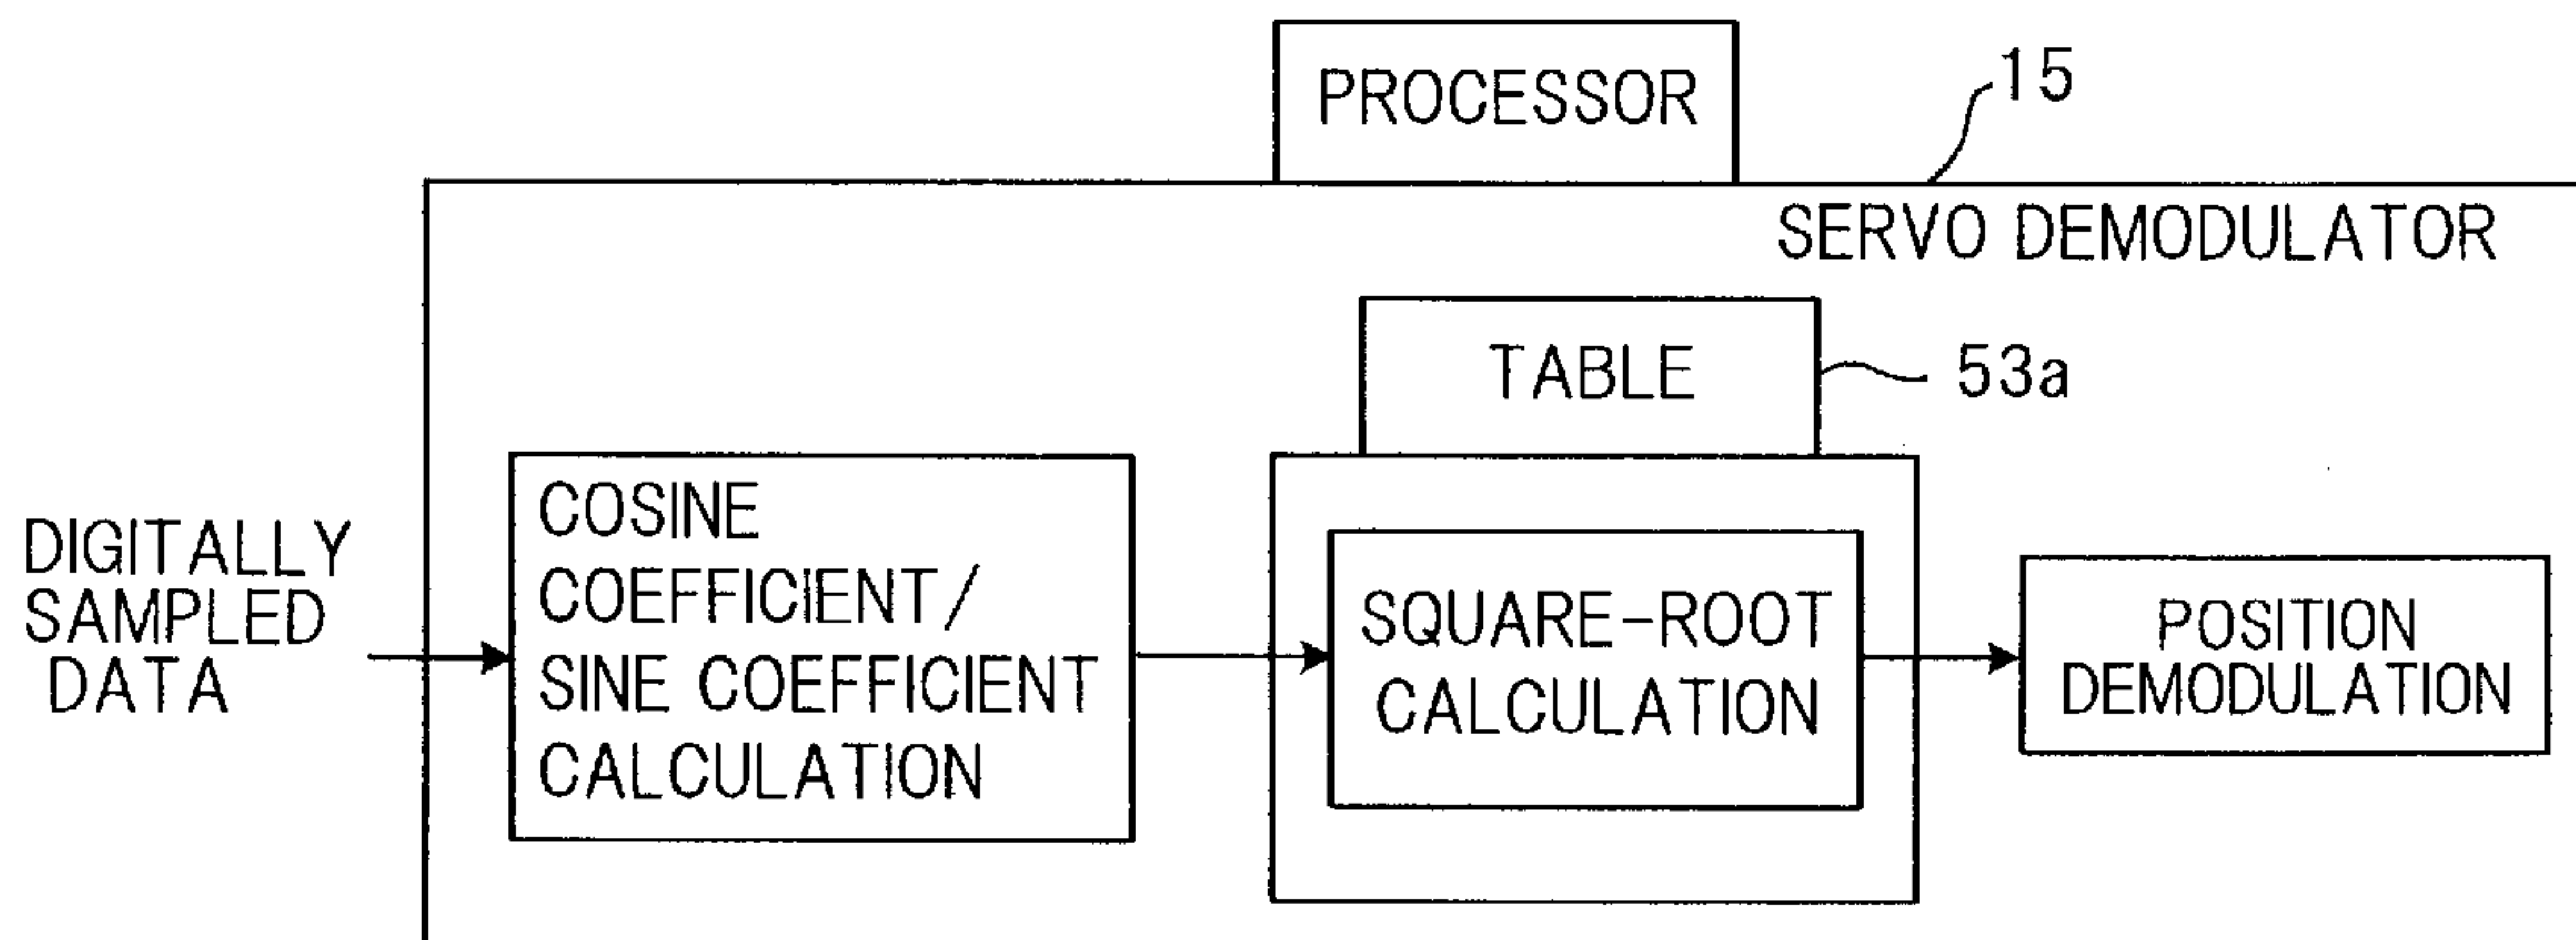 PROCESSOR
15
SERVO DEMODULATOR
TABLE
53a
DIGITALLY
SAMPLED
DATA
COSINE
COEFFICIENT/
SINE COEFFICIENT
CALCULATION
SQUARE-ROOT
CALCULATION
POSITION
DEMODULATION